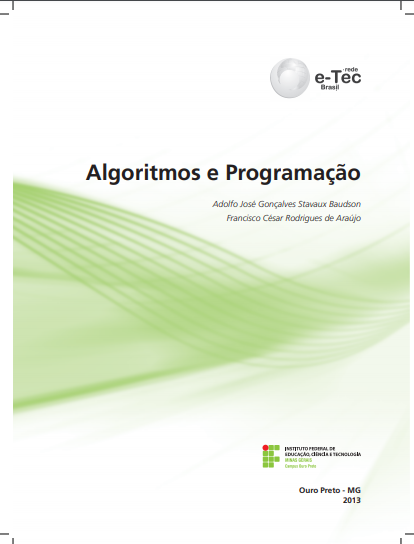 rede
e-Tec
Brasil
Algoritmos e Programação
Adolfo José Gonçalves Stavaux Baudson
Francisco César Rodrigues de Araújo
INSTITUTO FEDERAL DE
EDUCAÇÃO, CIÊNCIA E TECNOLOGIA
MINAS GERAIS
Campus Ouro Preto
Ouro Preto - MG
2013